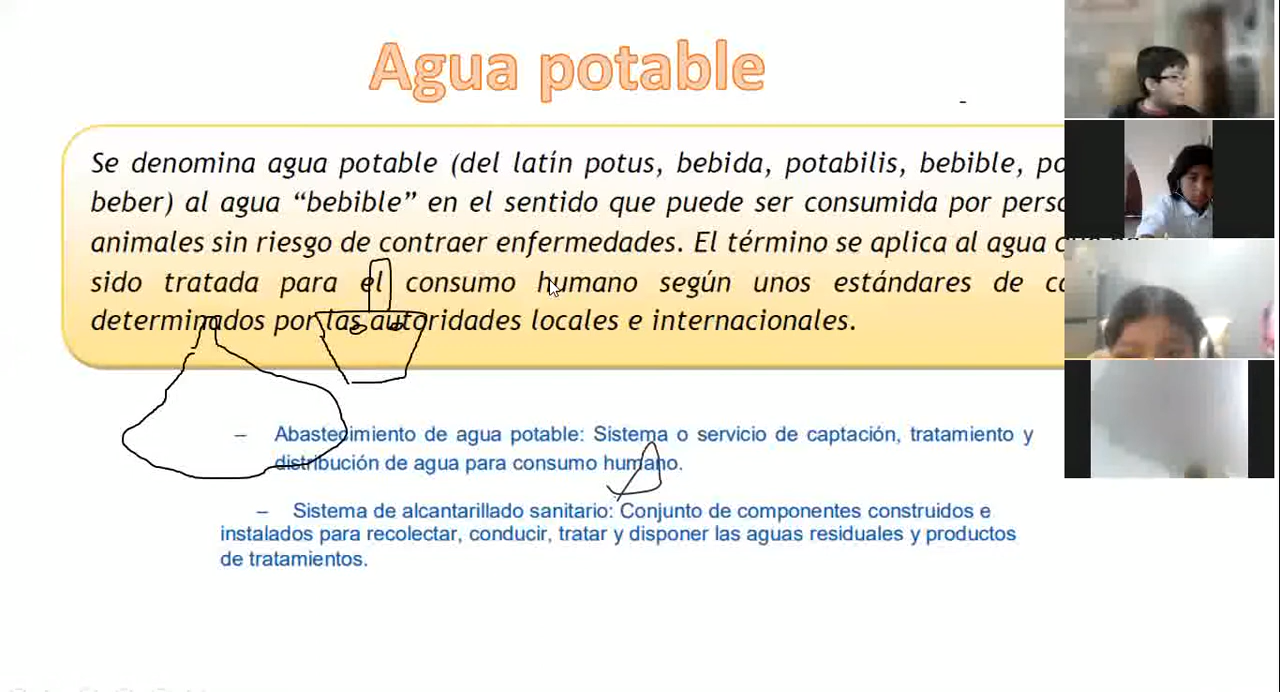 Agua potable
Se denomina agua potable (del latín potus, bebida, potabilis, bebible,
beber) al agua “bebible” en el sentido que puede ser consumida por
animales sin riesgo de contraer enfermedades. El término se aplica al agua
sido tratada para el consumo humano según unos estándares de
determinados por las autoridades locales e internacionales.
– Abastecimiento de agua potable: Sistema o servicio de captación, tratamiento y
distribución de agua para consumo humano.
– Sistema de alcantarillado sanitario: Conjunto de componentes construidos e
instalados para recolectar, conducir, tratar y disponer las aguas residuales y productos
de tratamientos.